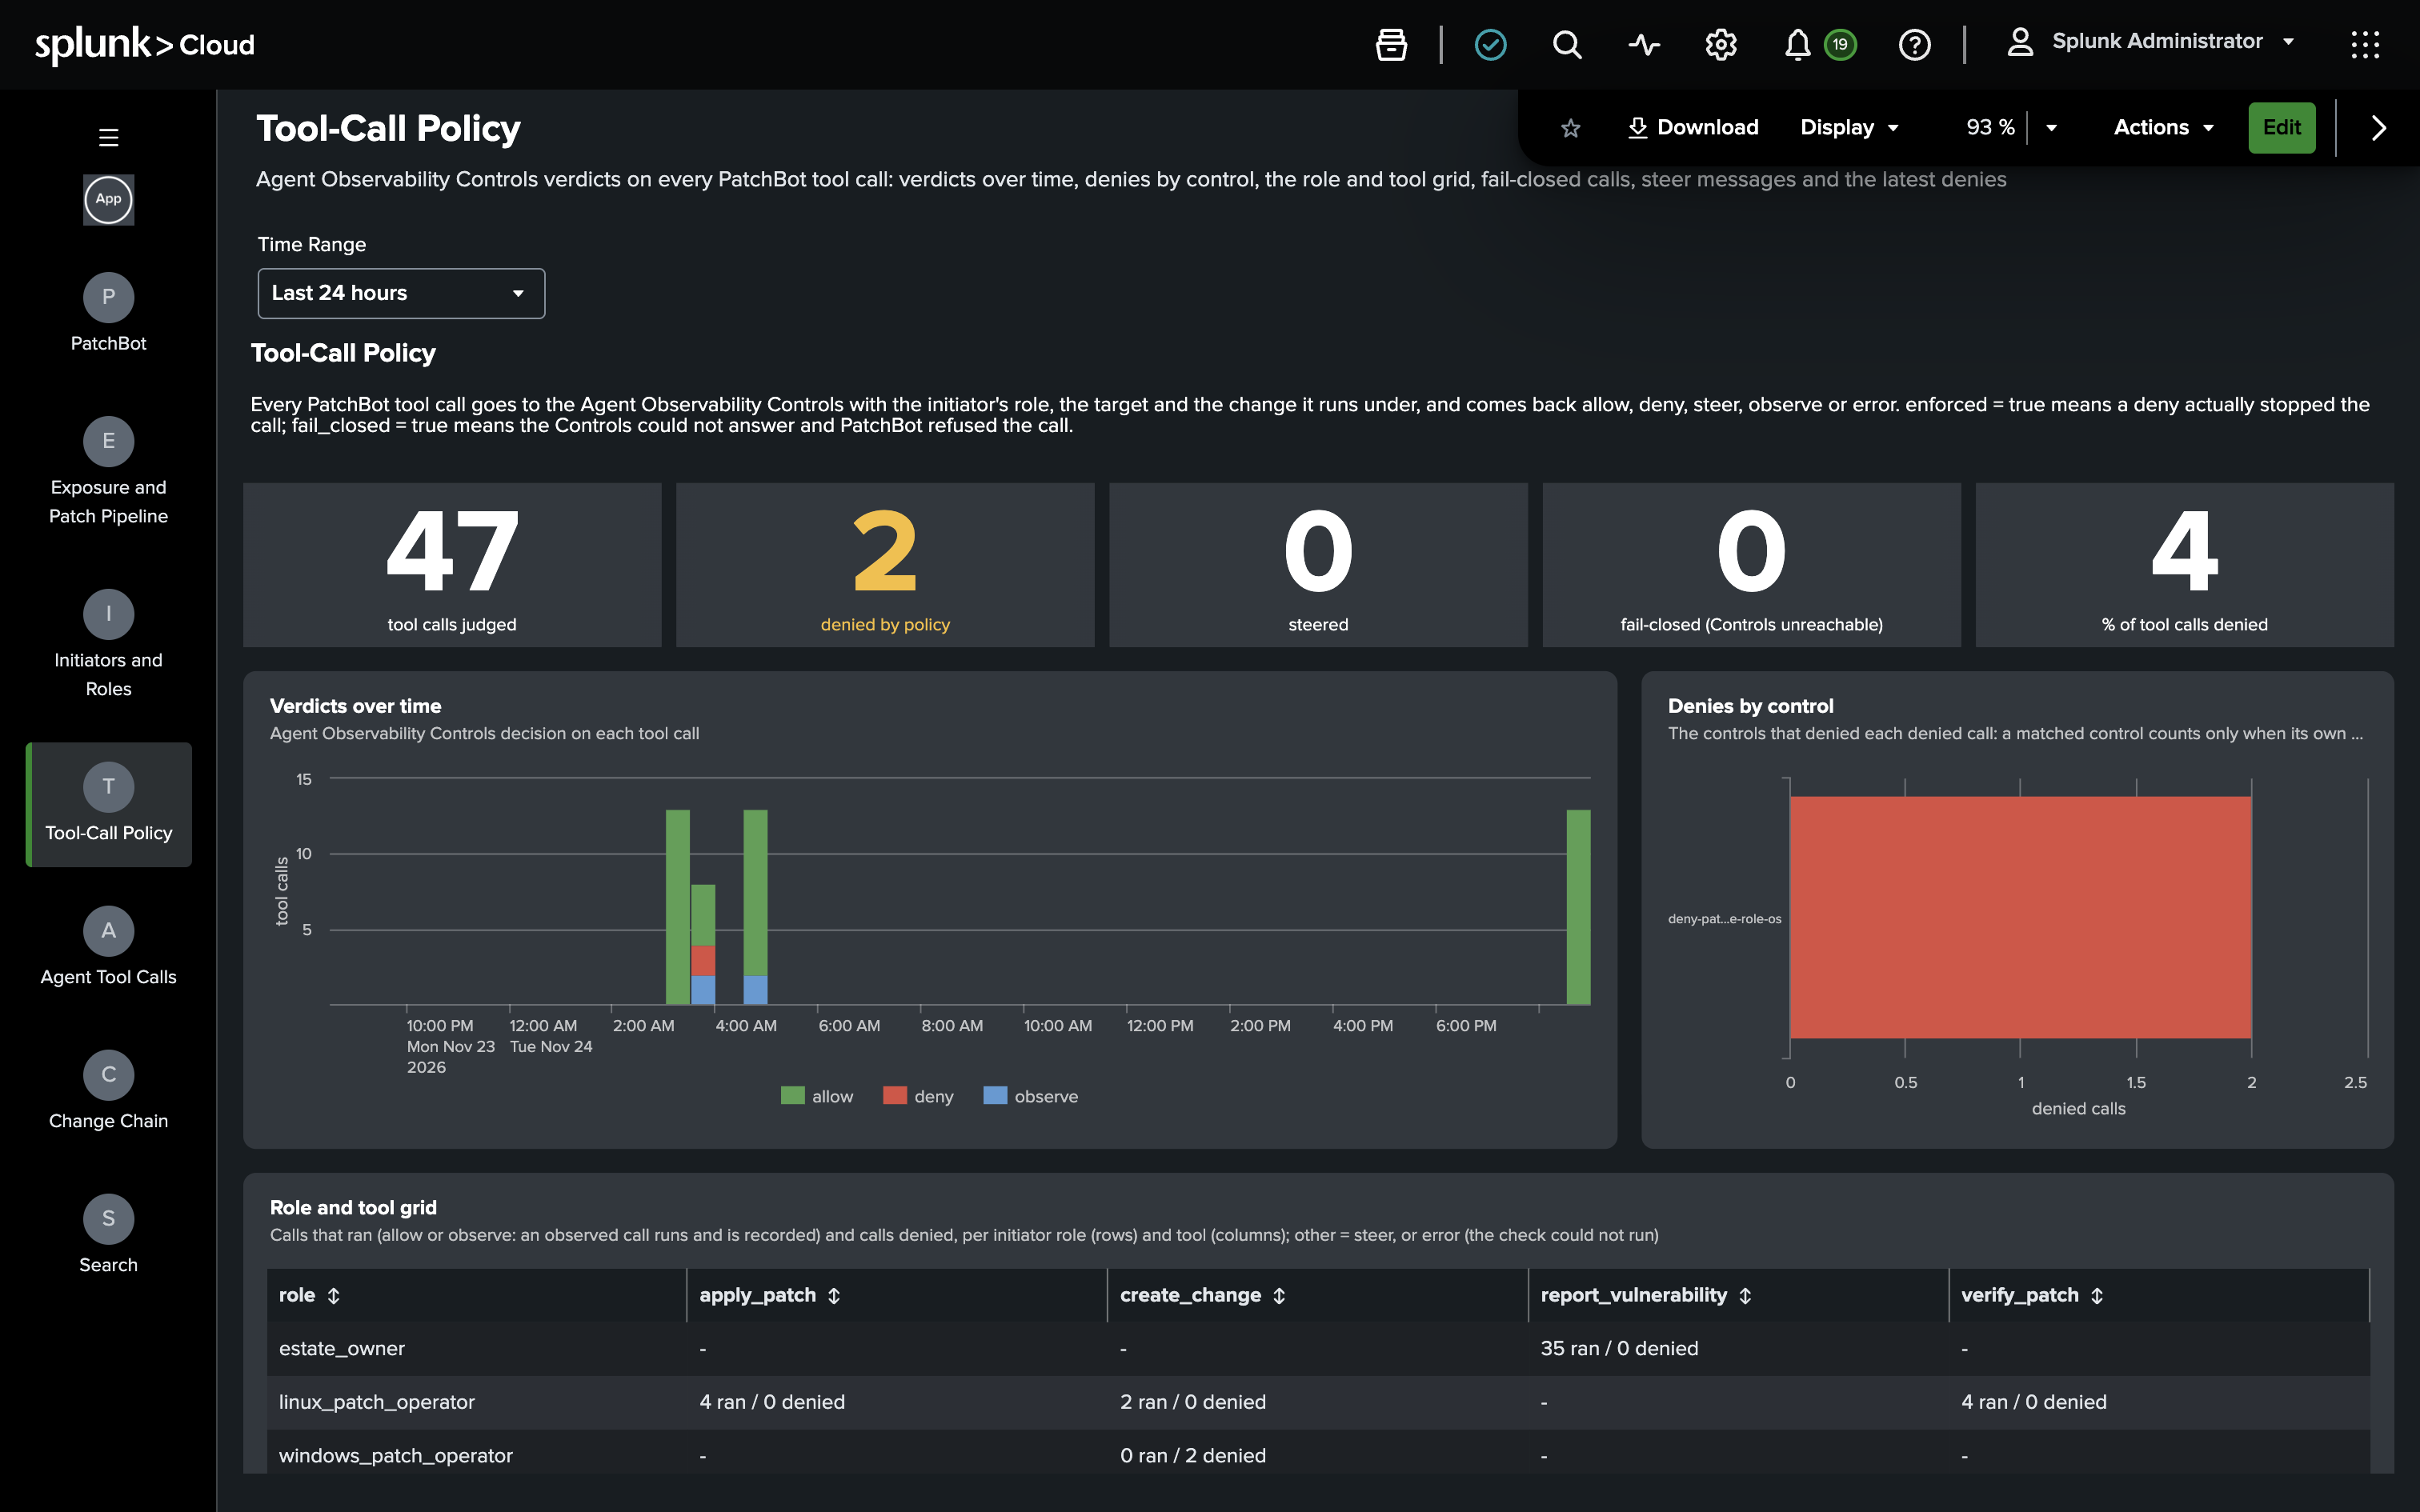 splunk>Cloud
19
Splunk Administrator
App
P
PatchBot
E
Exposure and
Patch Pipeline
I
Initiators and
Roles
T
Tool-Call Policy
A
Agent Tool Calls
C
Change Chain
S
Search
Tool-Call Policy
Download
Display
93 %
Actions
Edit
Agent Observability Controls verdicts on every PatchBot tool call: verdicts over time, denies by control, the role and tool grid, fail-closed calls, steer messages and the latest denies
Time Range
Last 24 hours
Tool-Call Policy
Every PatchBot tool call goes to the Agent Observability Controls with the initiator's role, the target and the change it runs under, and comes back allow, deny, steer, observe or error. enforced = true means a deny actually stopped the
call; fail_closed = true means the Controls could not answer and PatchBot refused the call.
47
tool calls judged
2
denied by policy
0
steered
0
fail-closed (Controls unreachable)
4
% of tool calls denied
Verdicts over time
Agent Observability Controls decision on each tool call
15
10
5
tool calls
10:00 PM 12:00 AM 2:00 AM 4:00 AM 6:00 AM 8:00 AM 10:00 AM 12:00 PM 2:00 PM 4:00 PM 6:00 PM
Mon Nov 23 Tue Nov 24
2026
allow deny observe
Denies by control
The controls that denied each denied call: a matched control counts only when its own ...
deny-pat...e-role-os
0 0.5 1 1.5 2 2.5
denied calls
Role and tool grid
Calls that ran (allow or observe: an observed call runs and is recorded) and calls denied, per initiator role (rows) and tool (columns); other = steer, or error (the check could not run)
role apply_patch create_change report_vulnerability verify_patch
estate_owner - - 35 ran / 0 denied -
linux_patch_operator 4 ran / 0 denied 2 ran / 0 denied - 4 ran / 0 denied
windows_patch_operator - 0 ran / 2 denied - -